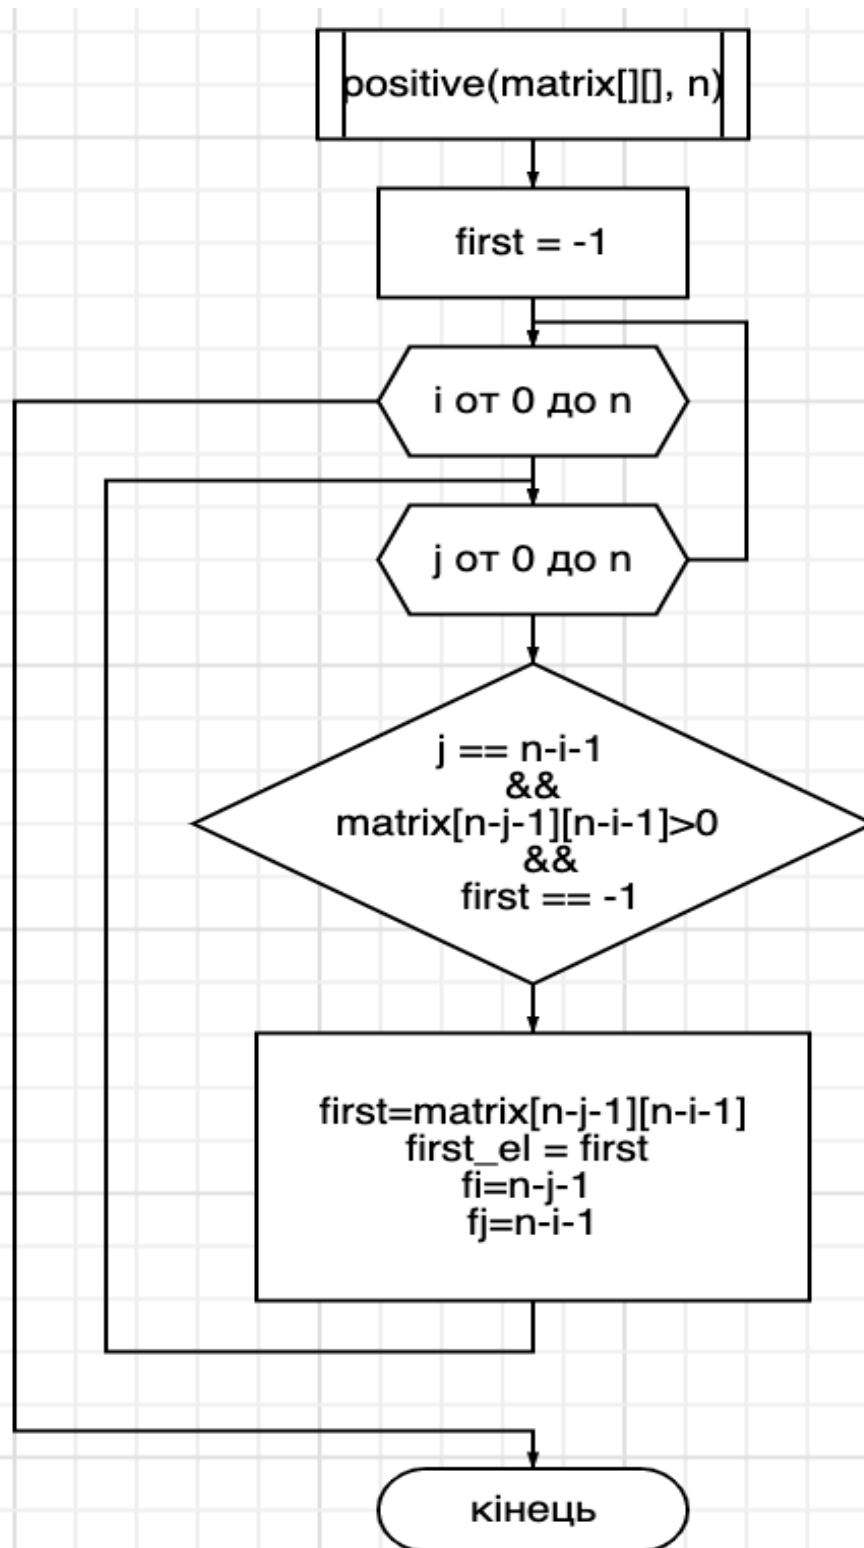 positive(matrix[][], n)
first = -1
i от 0 до n
j от 0 до n
j == n-i-1
&&
matrix[n-j-1][n-i-1]>0
&&
first == -1
first=matrix[n-j-1][n-i-1]
first_el = first
fi=n-j-1
fj=n-i-1
кінець